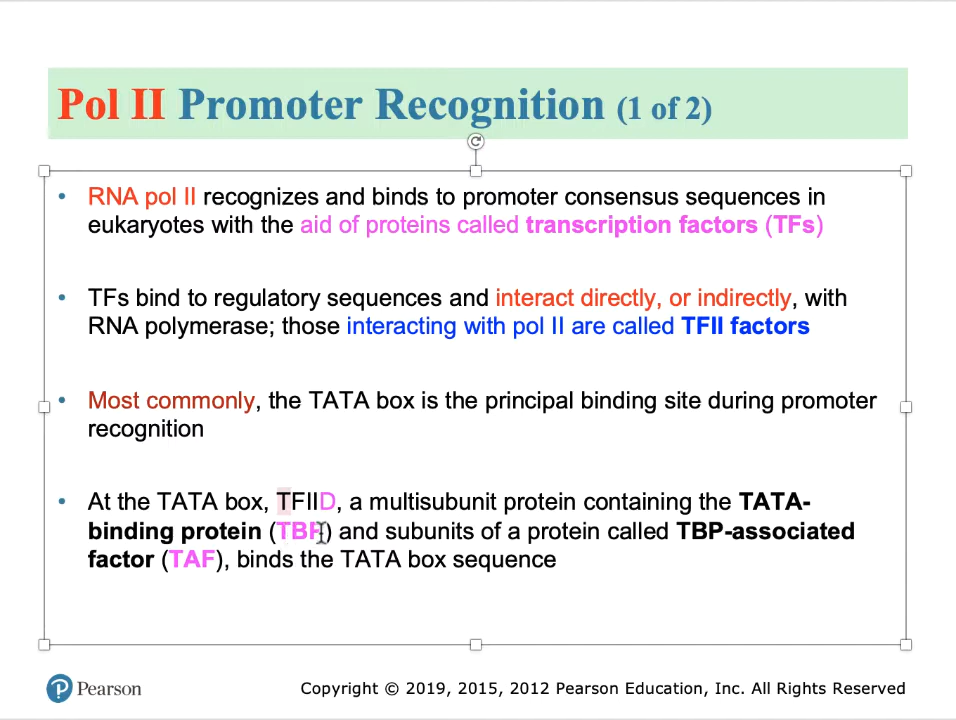 Pol II Promoter Recognition (1 of 2)
• RNA pol II recognizes and binds to promoter consensus sequences in
eukaryotes with the aid of proteins called transcription factors (TFs)
• TFs bind to regulatory sequences and interact directly, or indirectly, with
RNA polymerase; those interacting with pol II are called TFII factors
• Most commonly, the TATA box is the principal binding site during promoter
recognition
• At the TATA box, TFIID, a multisubunit protein containing the TATA-
binding protein (TBP) and subunits of a protein called TBP-associated
factor (TAF), binds the TATA box sequence
Pearson
Copyright © 2019, 2015, 2012 Pearson Education, Inc. All Rights Reserved